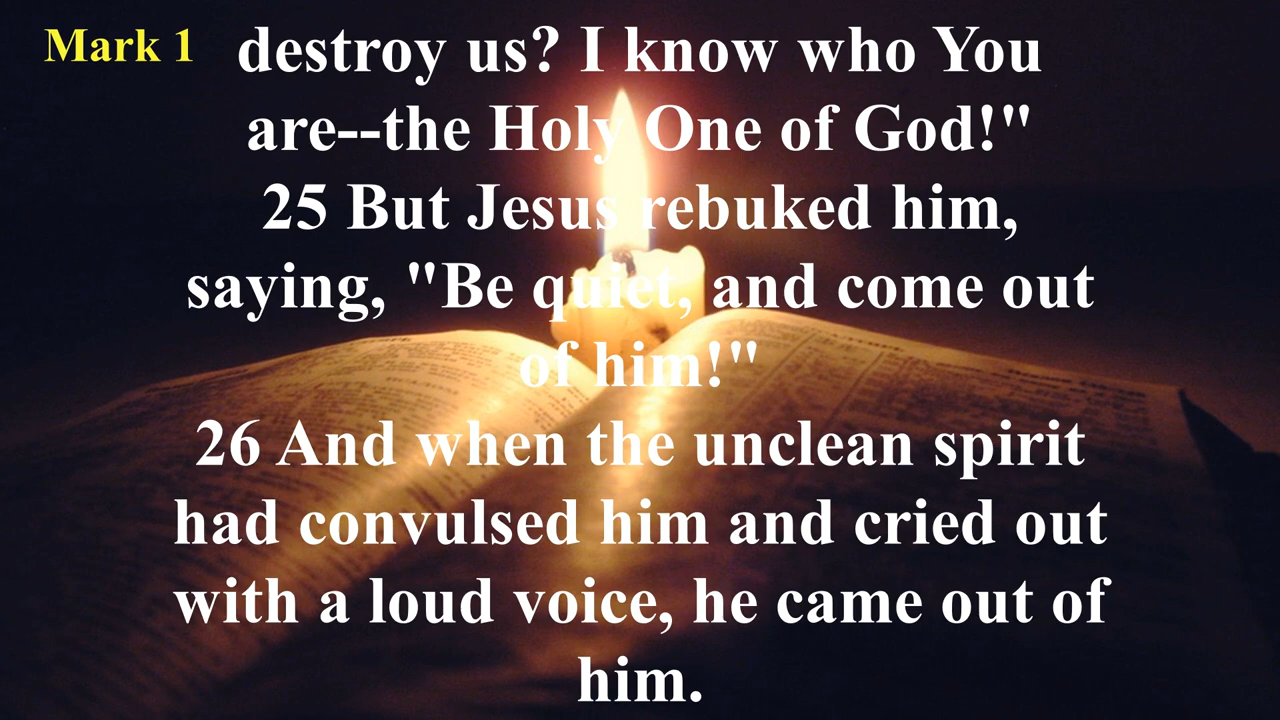 Mark 1
destroy us? I know who You
are--the Holy One of God!"
25 But Jesus rebuked him,
saying, "Be quiet, and come out
of him!"
26 And when the unclean spirit
had convulsed him and cried out
with a loud voice, he came out of
him.